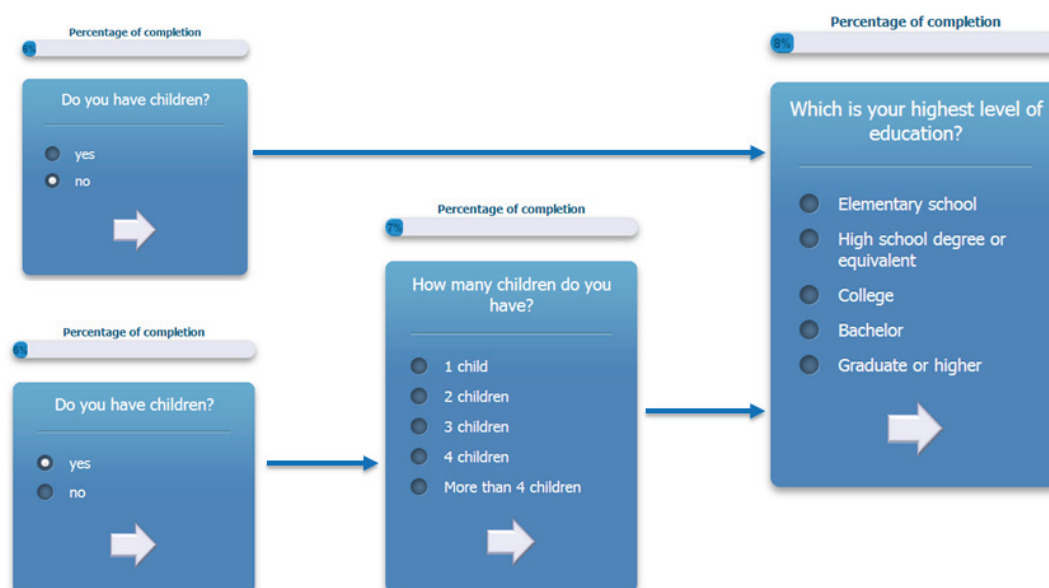 Percentage of completion
6%
Do you have children?
yes
no
Percentage of completion
6%
Do you have children?
yes
no
Percentage of completion
7%
How many children do you
have?
1 child
2 children
3 children
4 children
More than 4 children
Percentage of completion
8%
Which is your highest level of
education?
Elementary school
High school degree or
equivalent
College
Bachelor
Graduate or higher